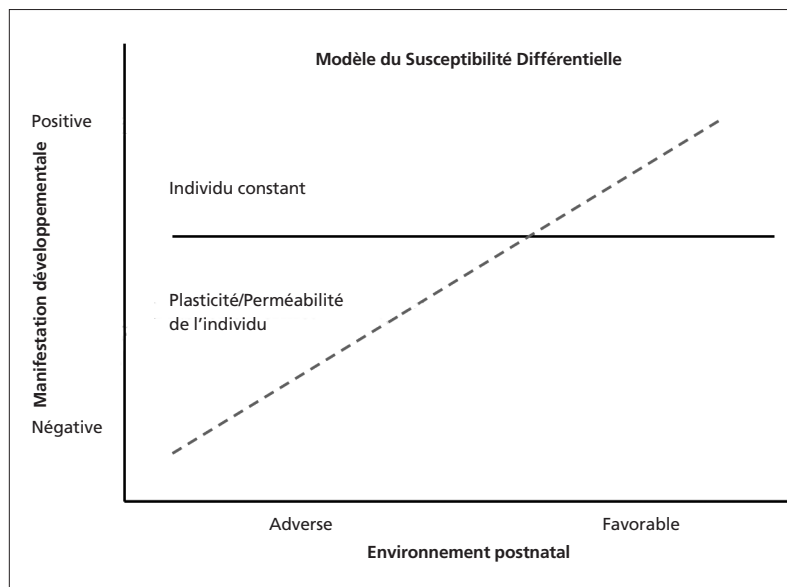 Modèle du Susceptibilité Différentielle
Positive
Individu constant
Manifestation développementale
Plasticité/Perméabilité
de l'individu
Négative
Adverse
Favorable
Environnement postnatal